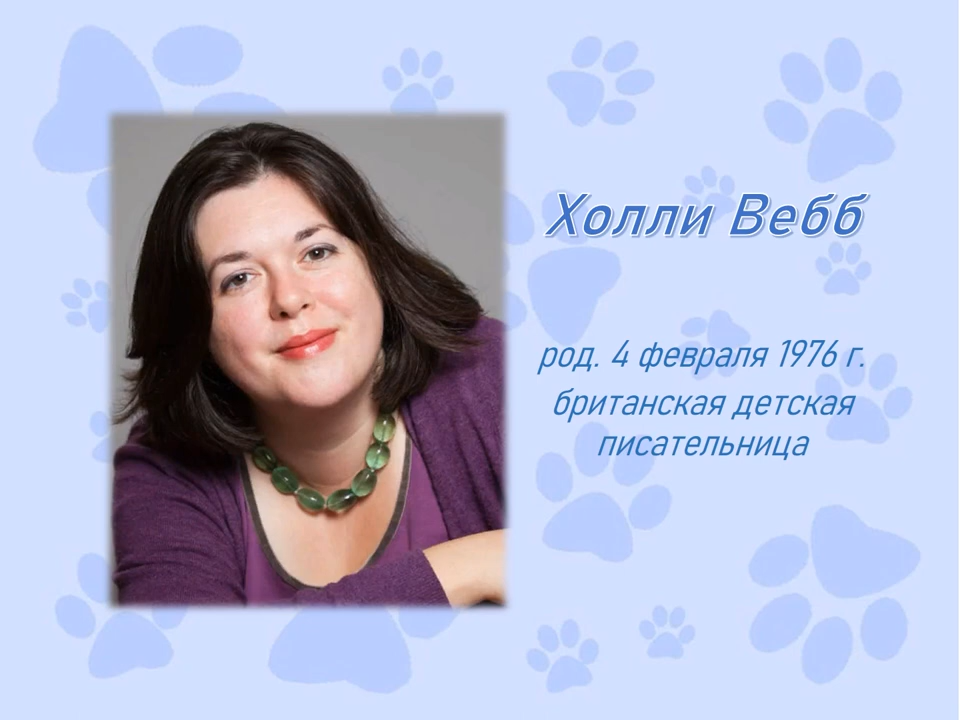 Холли Вебб
род. 4 февраля 1976 г.
британская детская
писательница